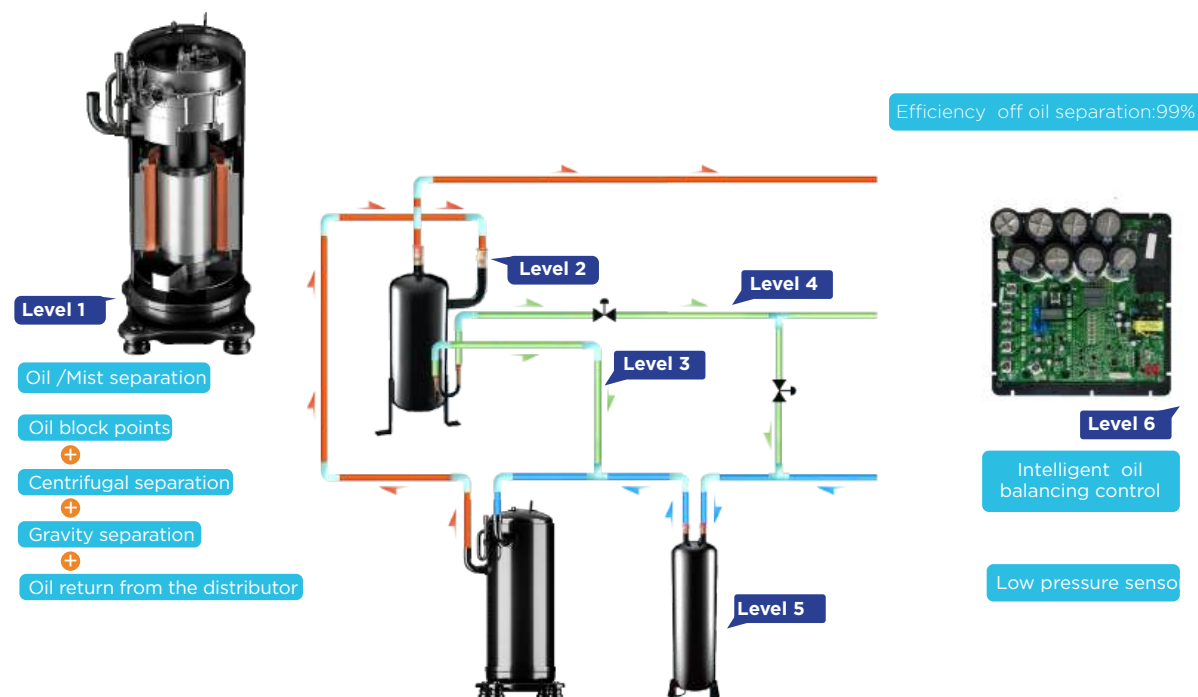 Efficiency off oil separation:99%
Level 2
Level 4
Level 1
Level 3
Oil /Mist separation
Level 6
Oil block points
+
Centrifugal separation
+
Gravity separation
+
Oil return from the distributor
Intelligent oil
balancing control
Low pressure senso
Level 5